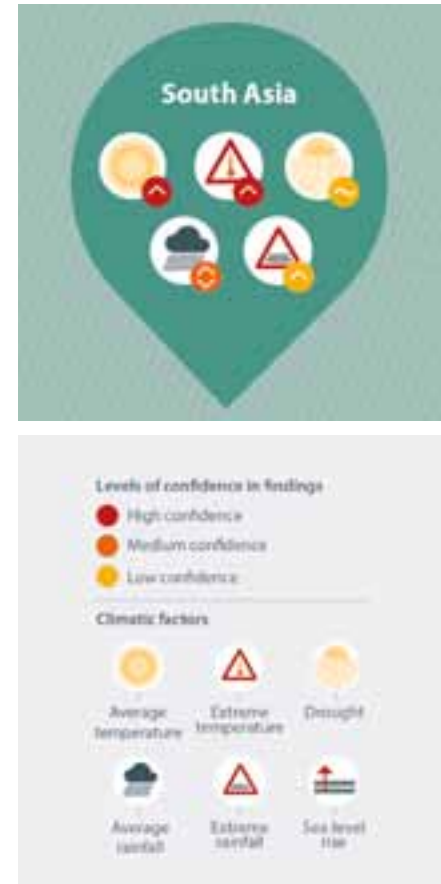 South Asia
Levels of confidence in findings
High confidence
Medium confidence
Low confidence
Climatic factors
Average temperature
Extreme temperature
Drought
Average rainfall
Extreme rainfall
Sea level rise